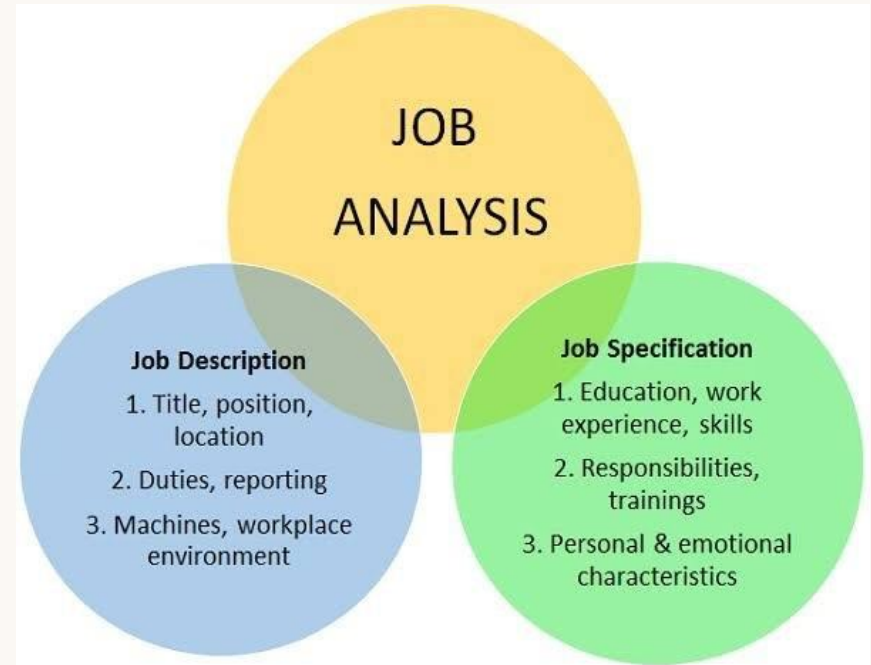 JOB
ANALYSIS
Job Description
1. Title, position,
location
2. Duties, reporting
3. Machines, workplace
environment
Job Specification
1. Education, work
experience, skills
2. Responsibilities,
trainings
3. Personal & emotional
characteristics